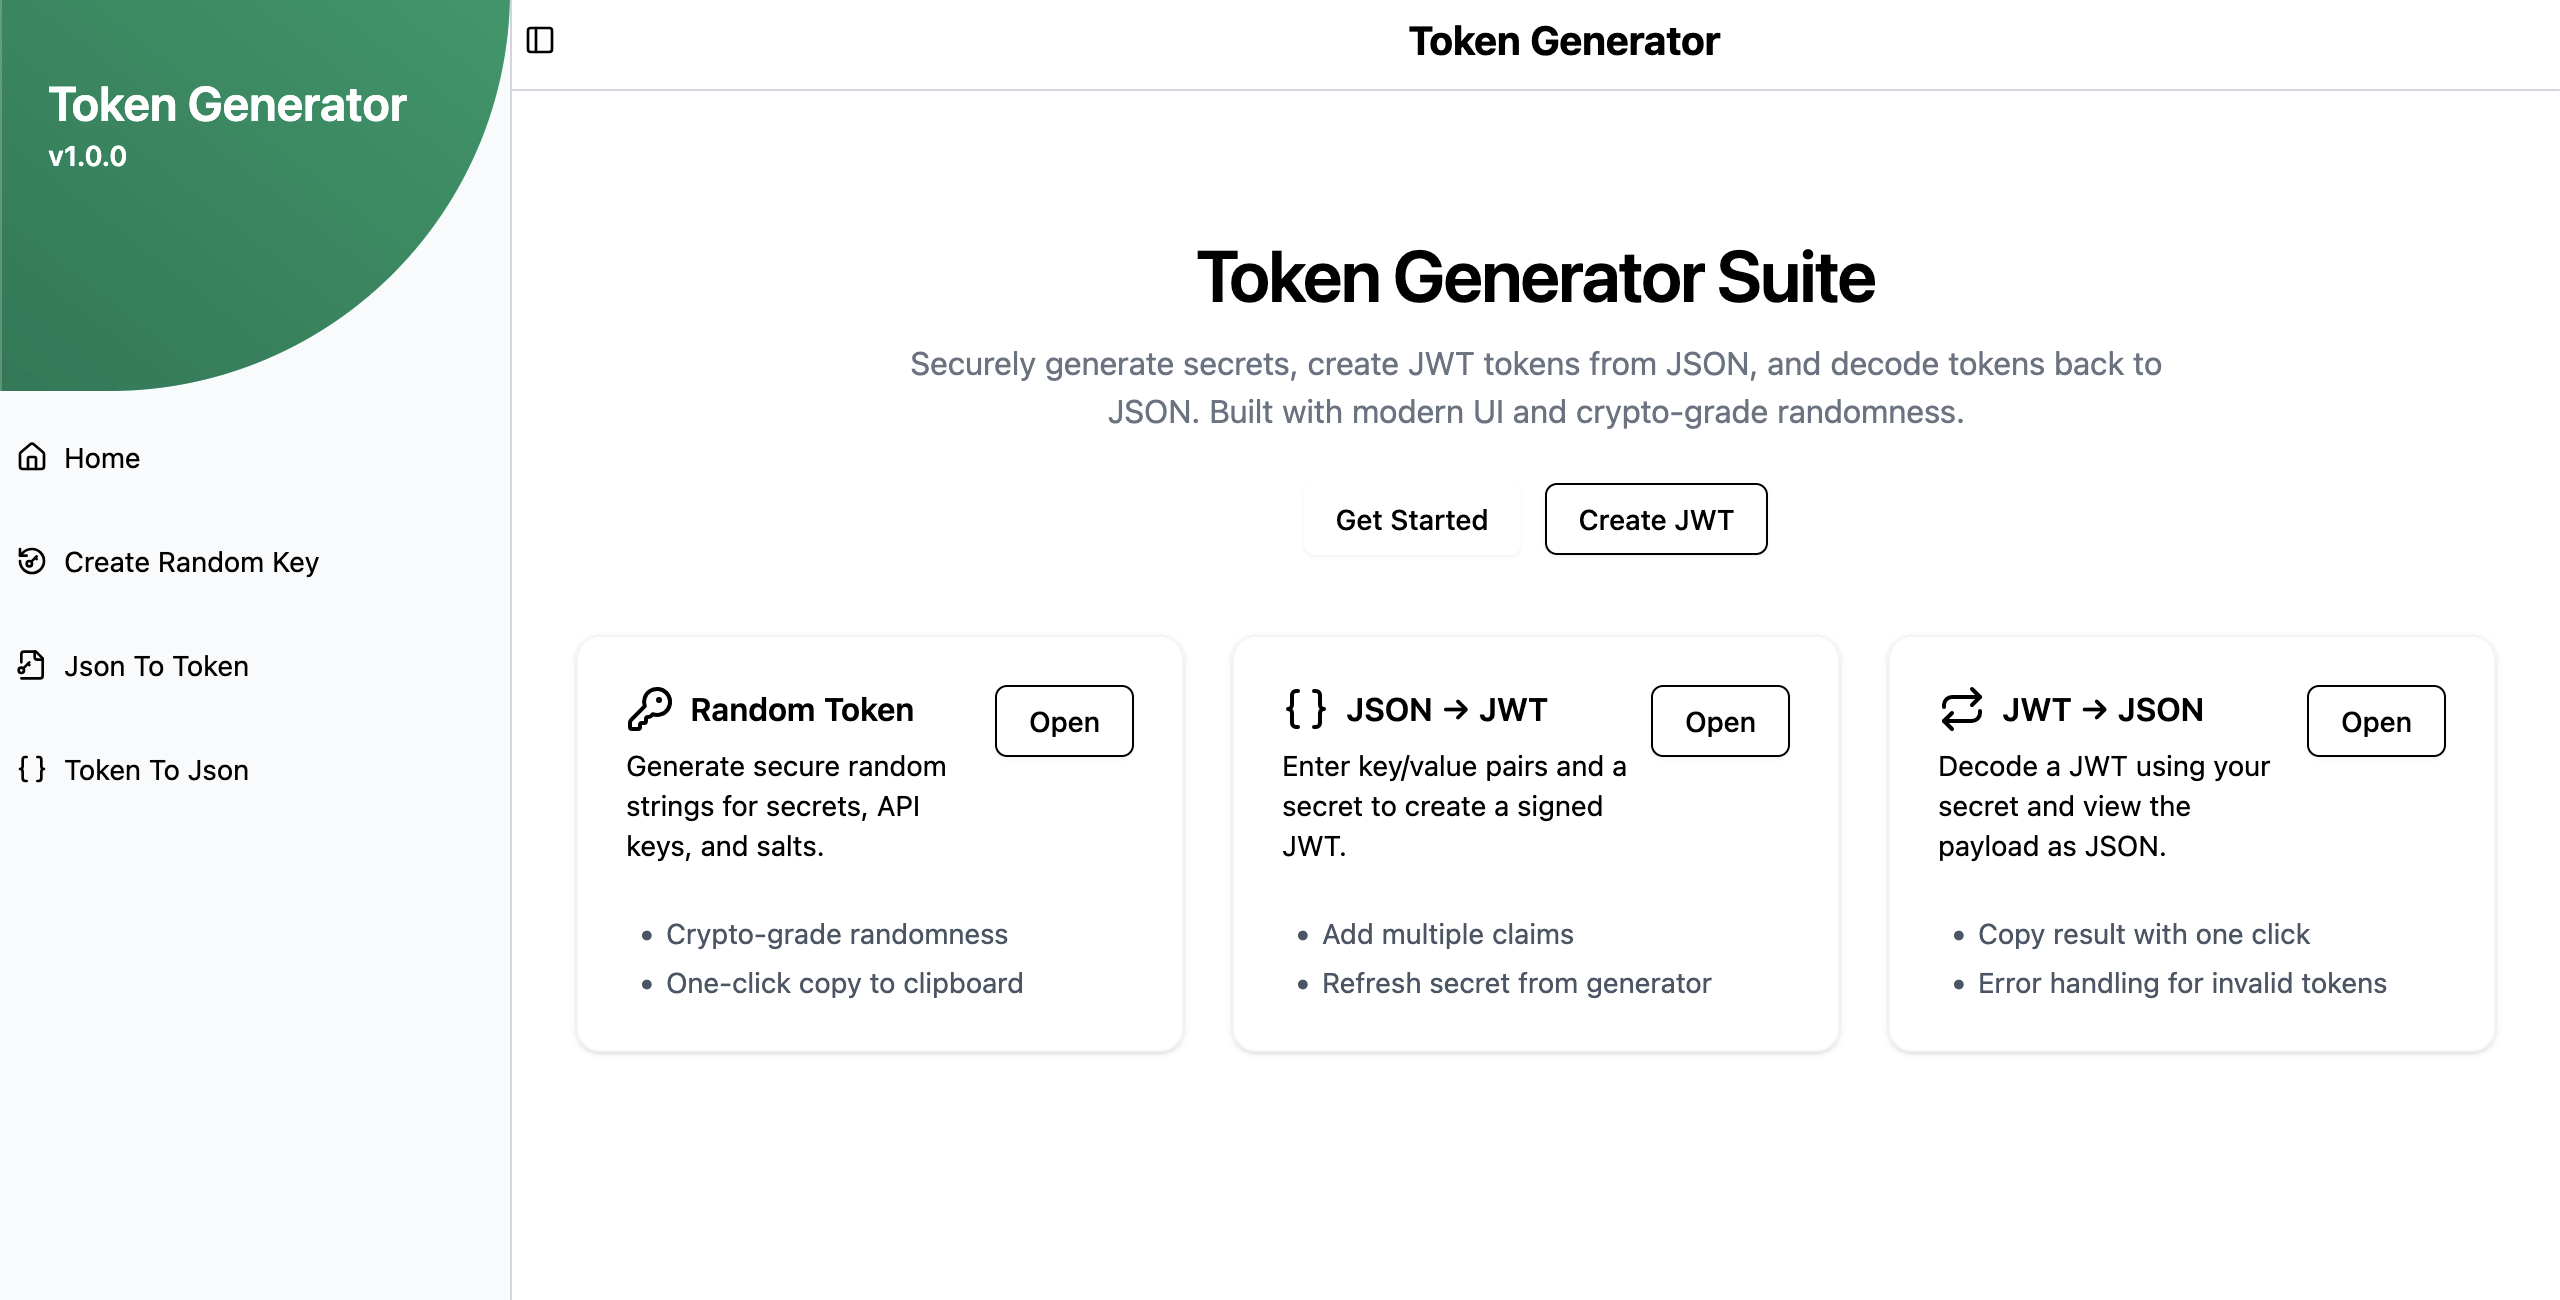 Token Generator
v1.0.0
Home
Create Random Key
Json To Token
Token To Json
Token Generator
Token Generator Suite
Securely generate secrets, create JWT tokens from JSON, and decode tokens back to
JSON. Built with modern UI and crypto-grade randomness.
Get Started
Create JWT
Random Token
Open
Generate secure random
strings for secrets, API
keys, and salts.
• Crypto-grade randomness
• One-click copy to clipboard
{ } JSON → JWT
Open
Enter key/value pairs and a
secret to create a signed
JWT.
• Add multiple claims
• Refresh secret from generator
JWT → JSON
Open
Decode a JWT using your
secret and view the
payload as JSON.
• Copy result with one click
• Error handling for invalid tokens